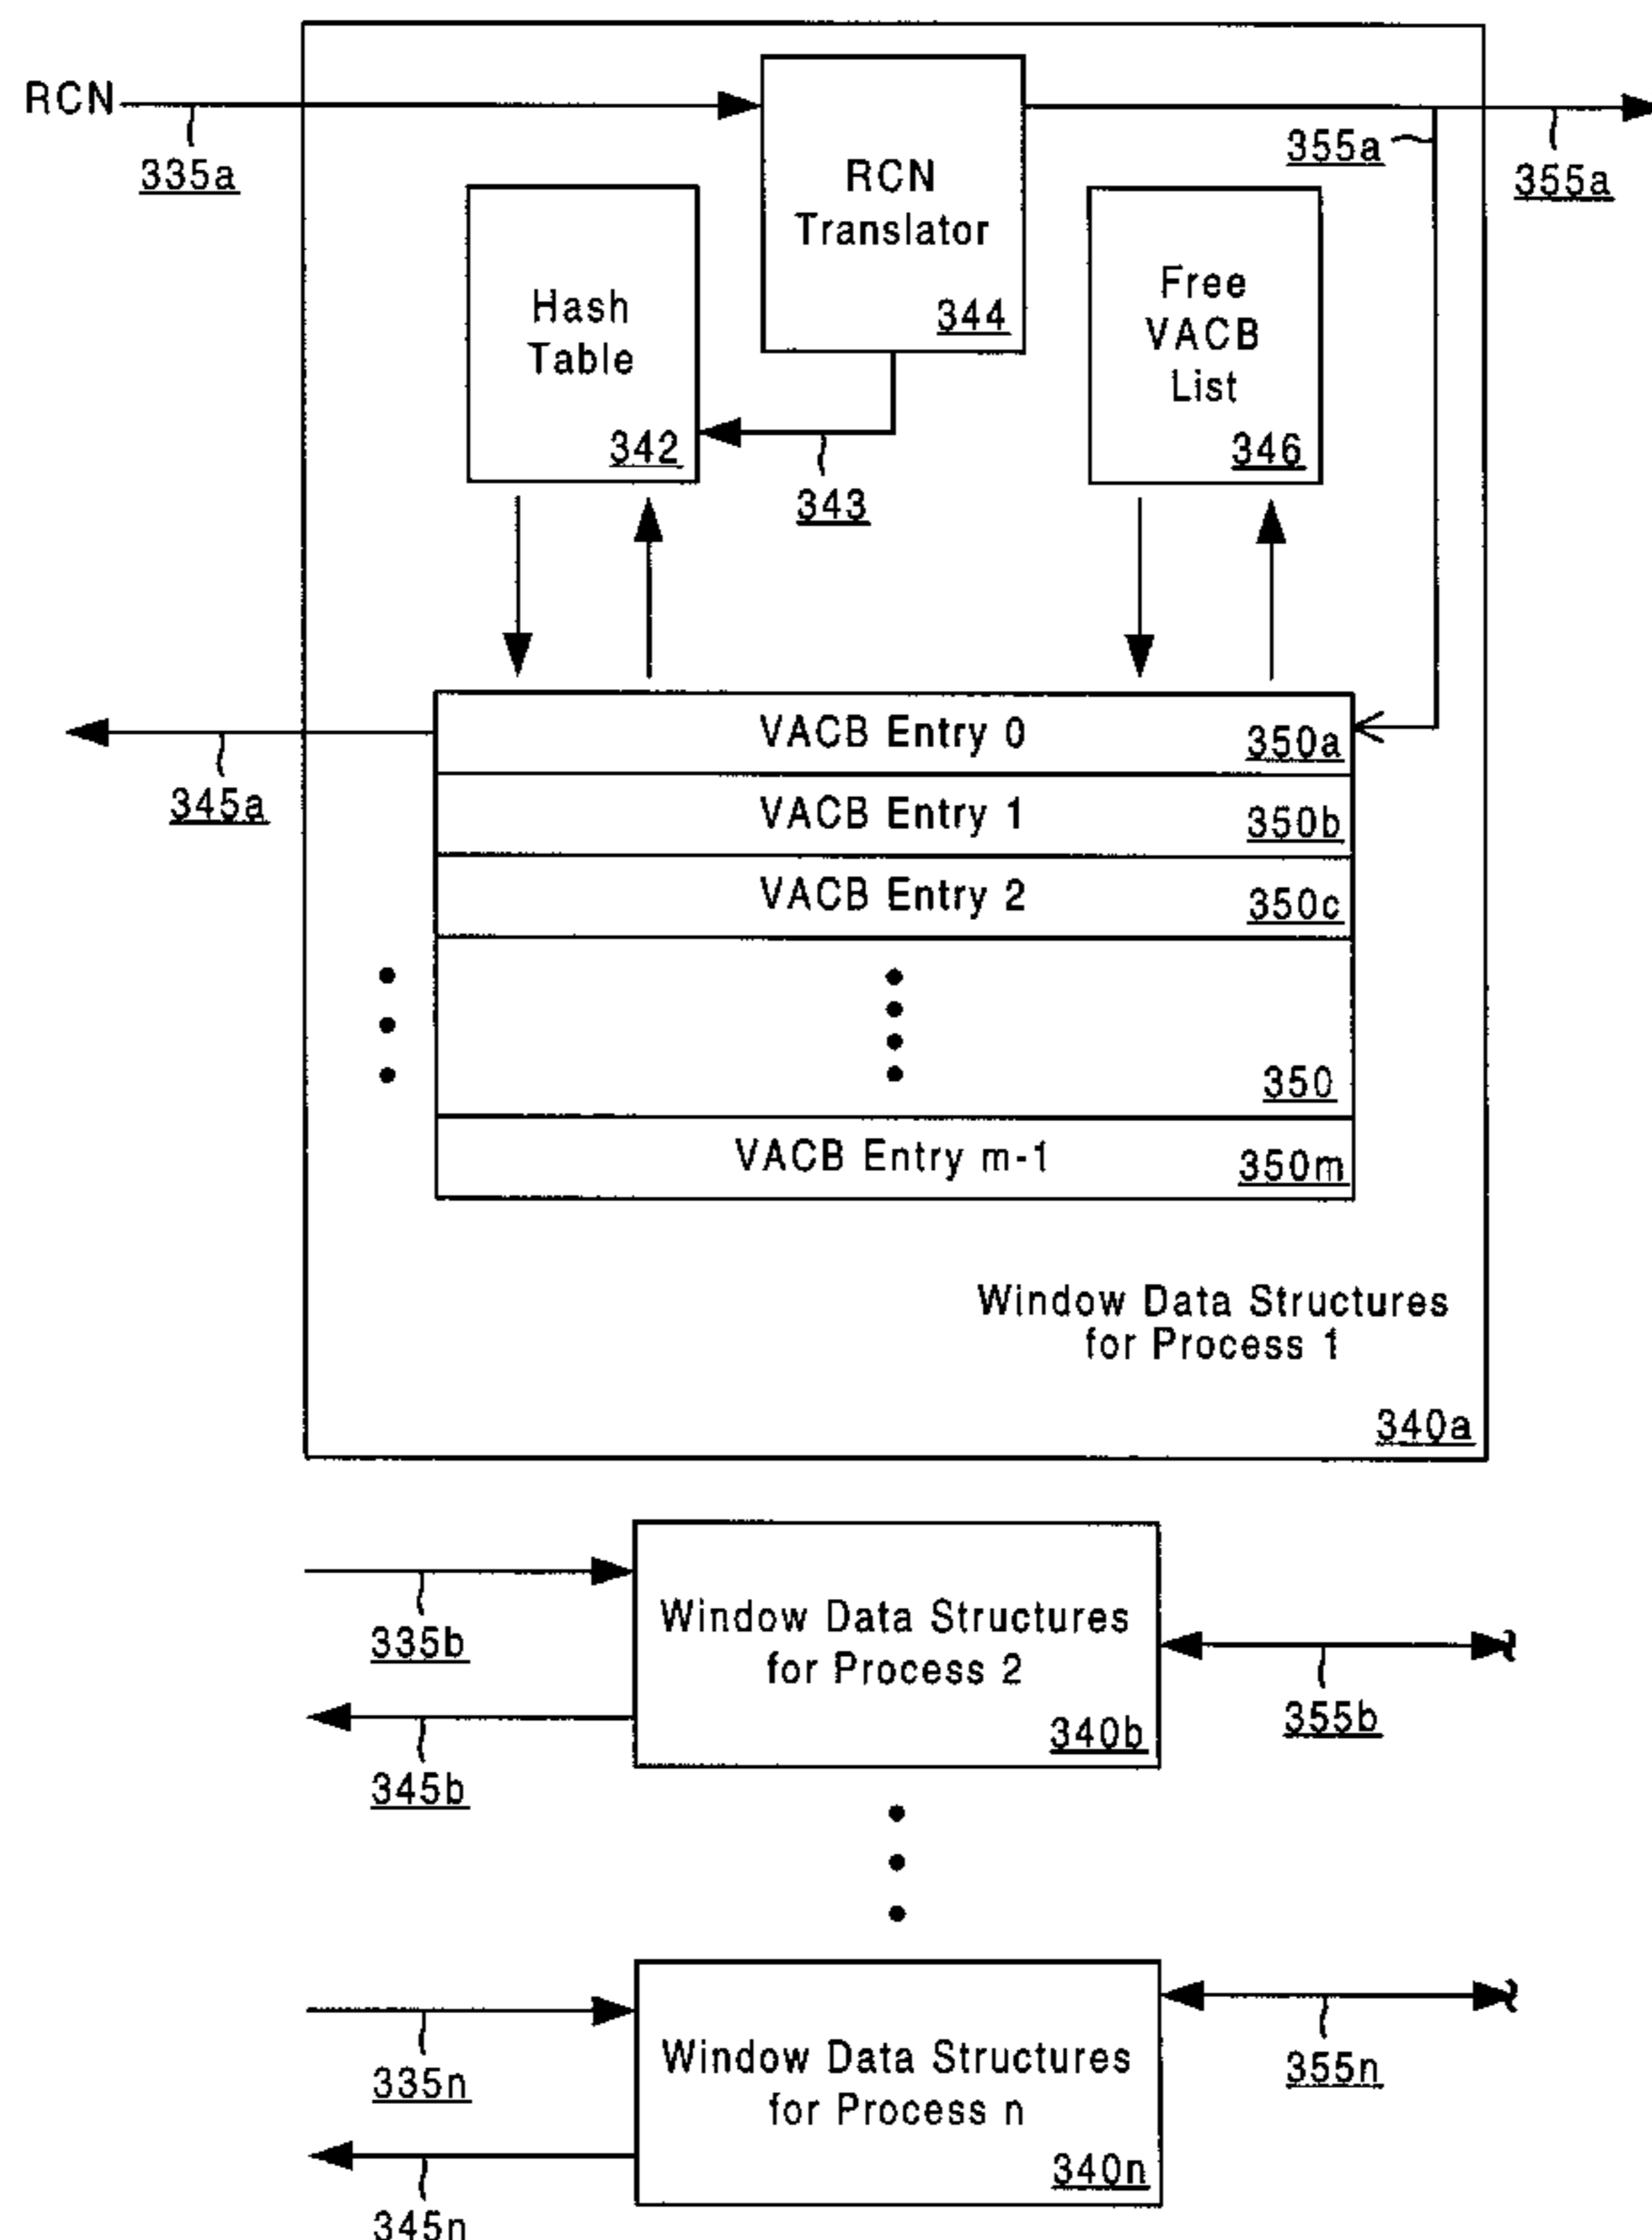 RCN
335a
RCN
Translator
344
355a
355a
Hash
Table
342
343
Free
VACB
List
346
345a
VACB Entry 0
350a
VACB Entry 1
350b
VACB Entry 2
350c
350
VACB Entry m-1
350m
Window Data Structures
for Process 1
340a
335b
345b
Window Data Structures
for Process 2
340b
355b
335n
345n
Window Data Structures
for Process n
340n
355n